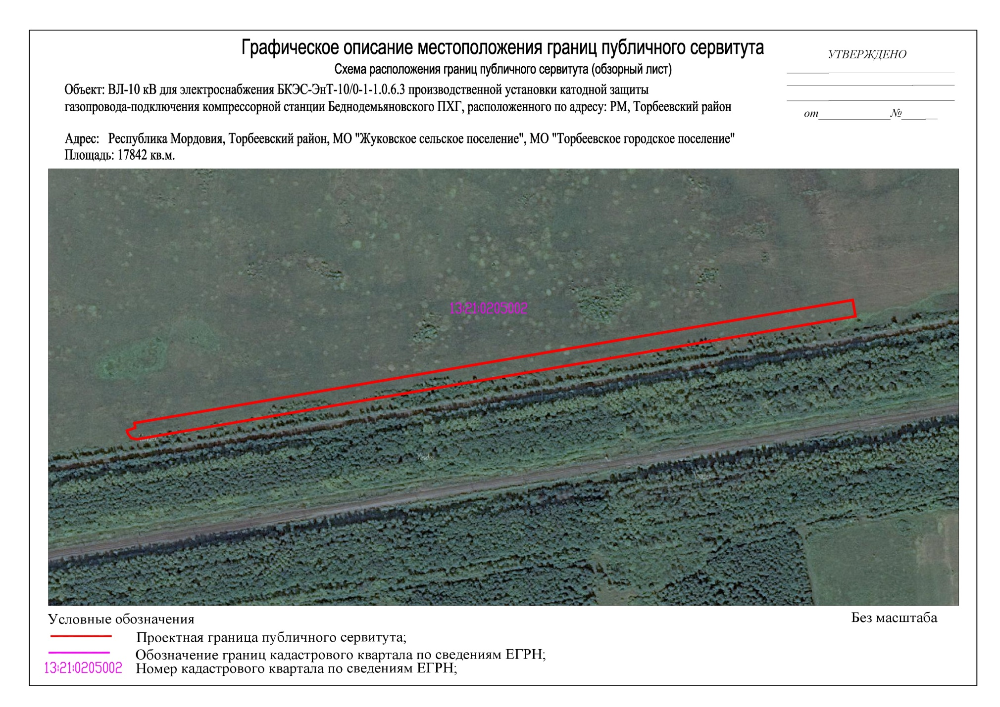 Графическое описание местоположения границ публичного сервитута
Схема расположения границ публичного сервитута (обзорный лист)
УТВЕРЖДЕНО
от №
Объект: ВЛ-10 кВ для электроснабжения БКЭС-ЭнТ-10/0-1-1.0.6.3 производственной установки катодной защиты
газопровода-подключения компрессорной станции Беднодемьяновского ПХГ, расположенного по адресу: РМ, Торбеевский район
Адрес: Республика Мордовия, Торбеевский район, МО "Жуковское сельское поселение", МО "Торбеевское городское поселение"
Площадь: 17842 кв.м.
13:21:0205002
Yandex
Yandex
Yandex
Условные обозначения
Без масштаба
Проектная граница публичного сервитута;
Обозначение границ кадастрового квартала по сведениям ЕГРН;
13:21:0205002 Номер кадастрового квартала по сведениям ЕГРН;